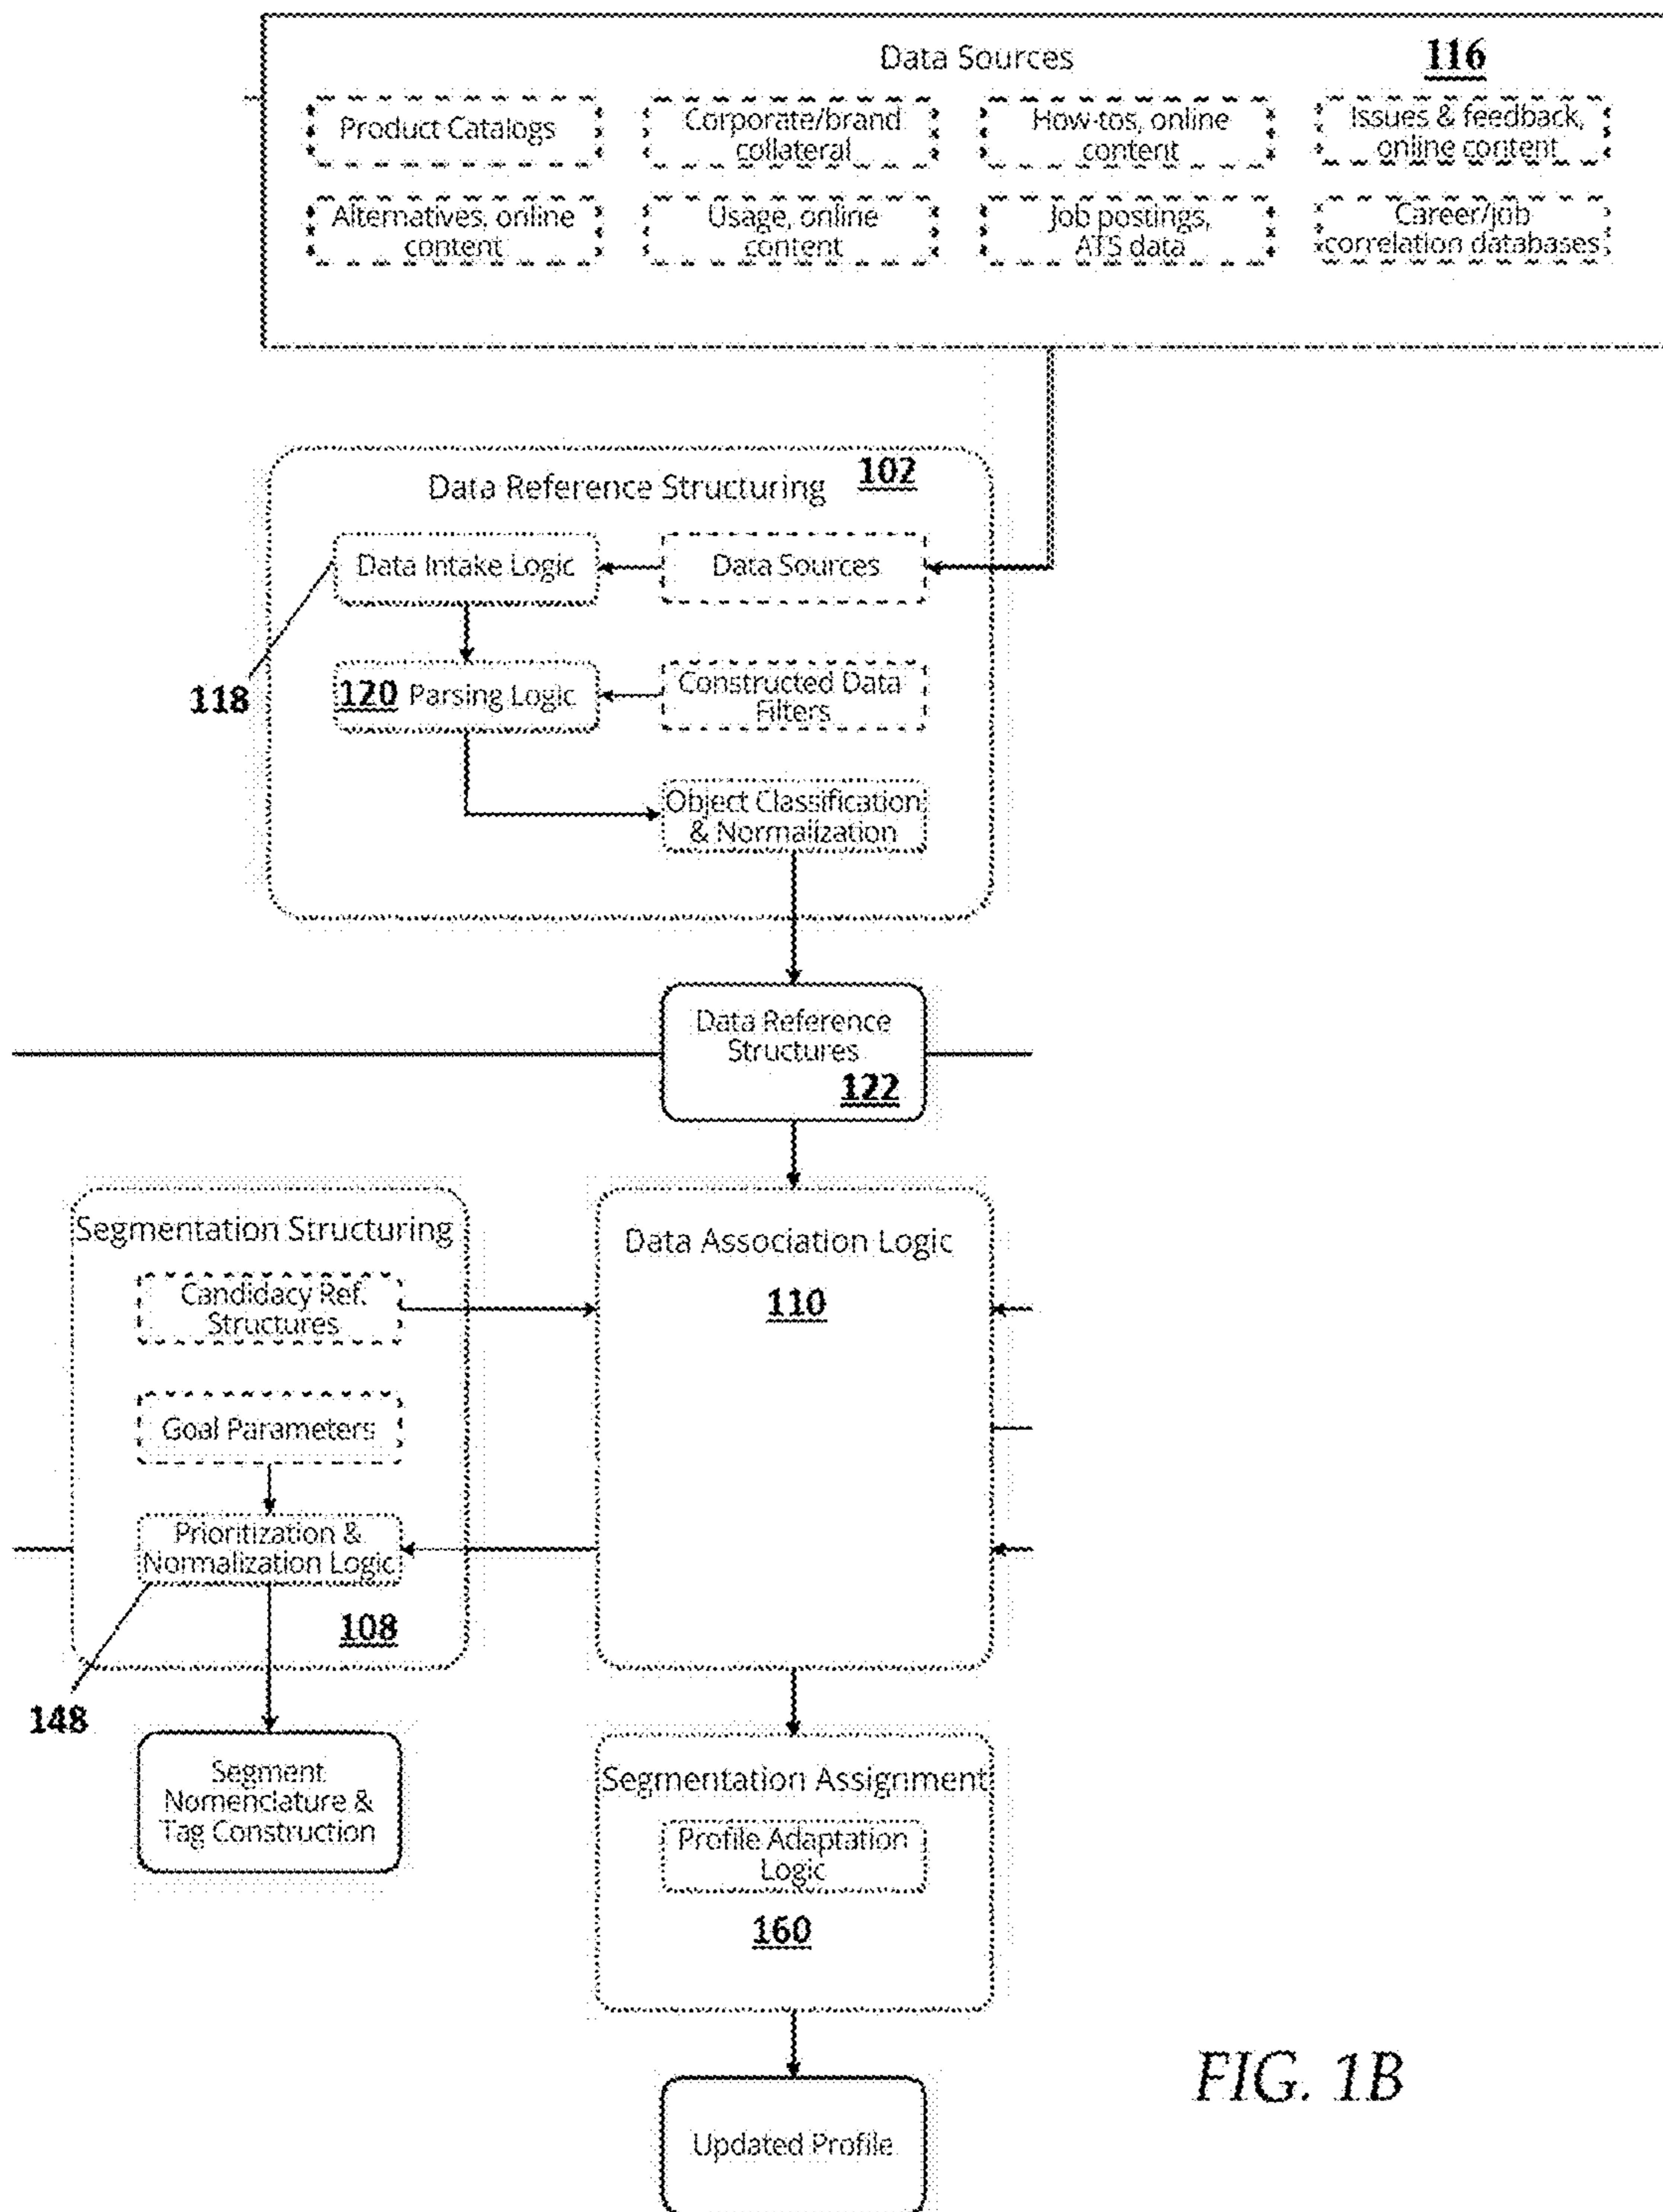 Data Sources 116
Product Catalogs
Corporate/brand
collateral
How-tos, online
content
Issues & feedback,
online content
Alternatives, online
content
Usage, online
content
Job postings,
ATS data
Career/job
correlation databases
Data Reference Structuring 102
Data Intake Logic
Data Sources
118
120 Parsing Logic
Constructed Data
Filters
Object Classification
& Normalization
Data Reference
Structures
122
Segmentation Structuring
Candidacy Ref.
Structures
Goal Parameters
Prioritization &
Normalization Logic
108
148
Data Association Logic
110
Segment
Nomenclature &
Tag Construction
Segmentation Assignment
Profile Adaptation
Logic
160
Updated Profile
FIG. 1B